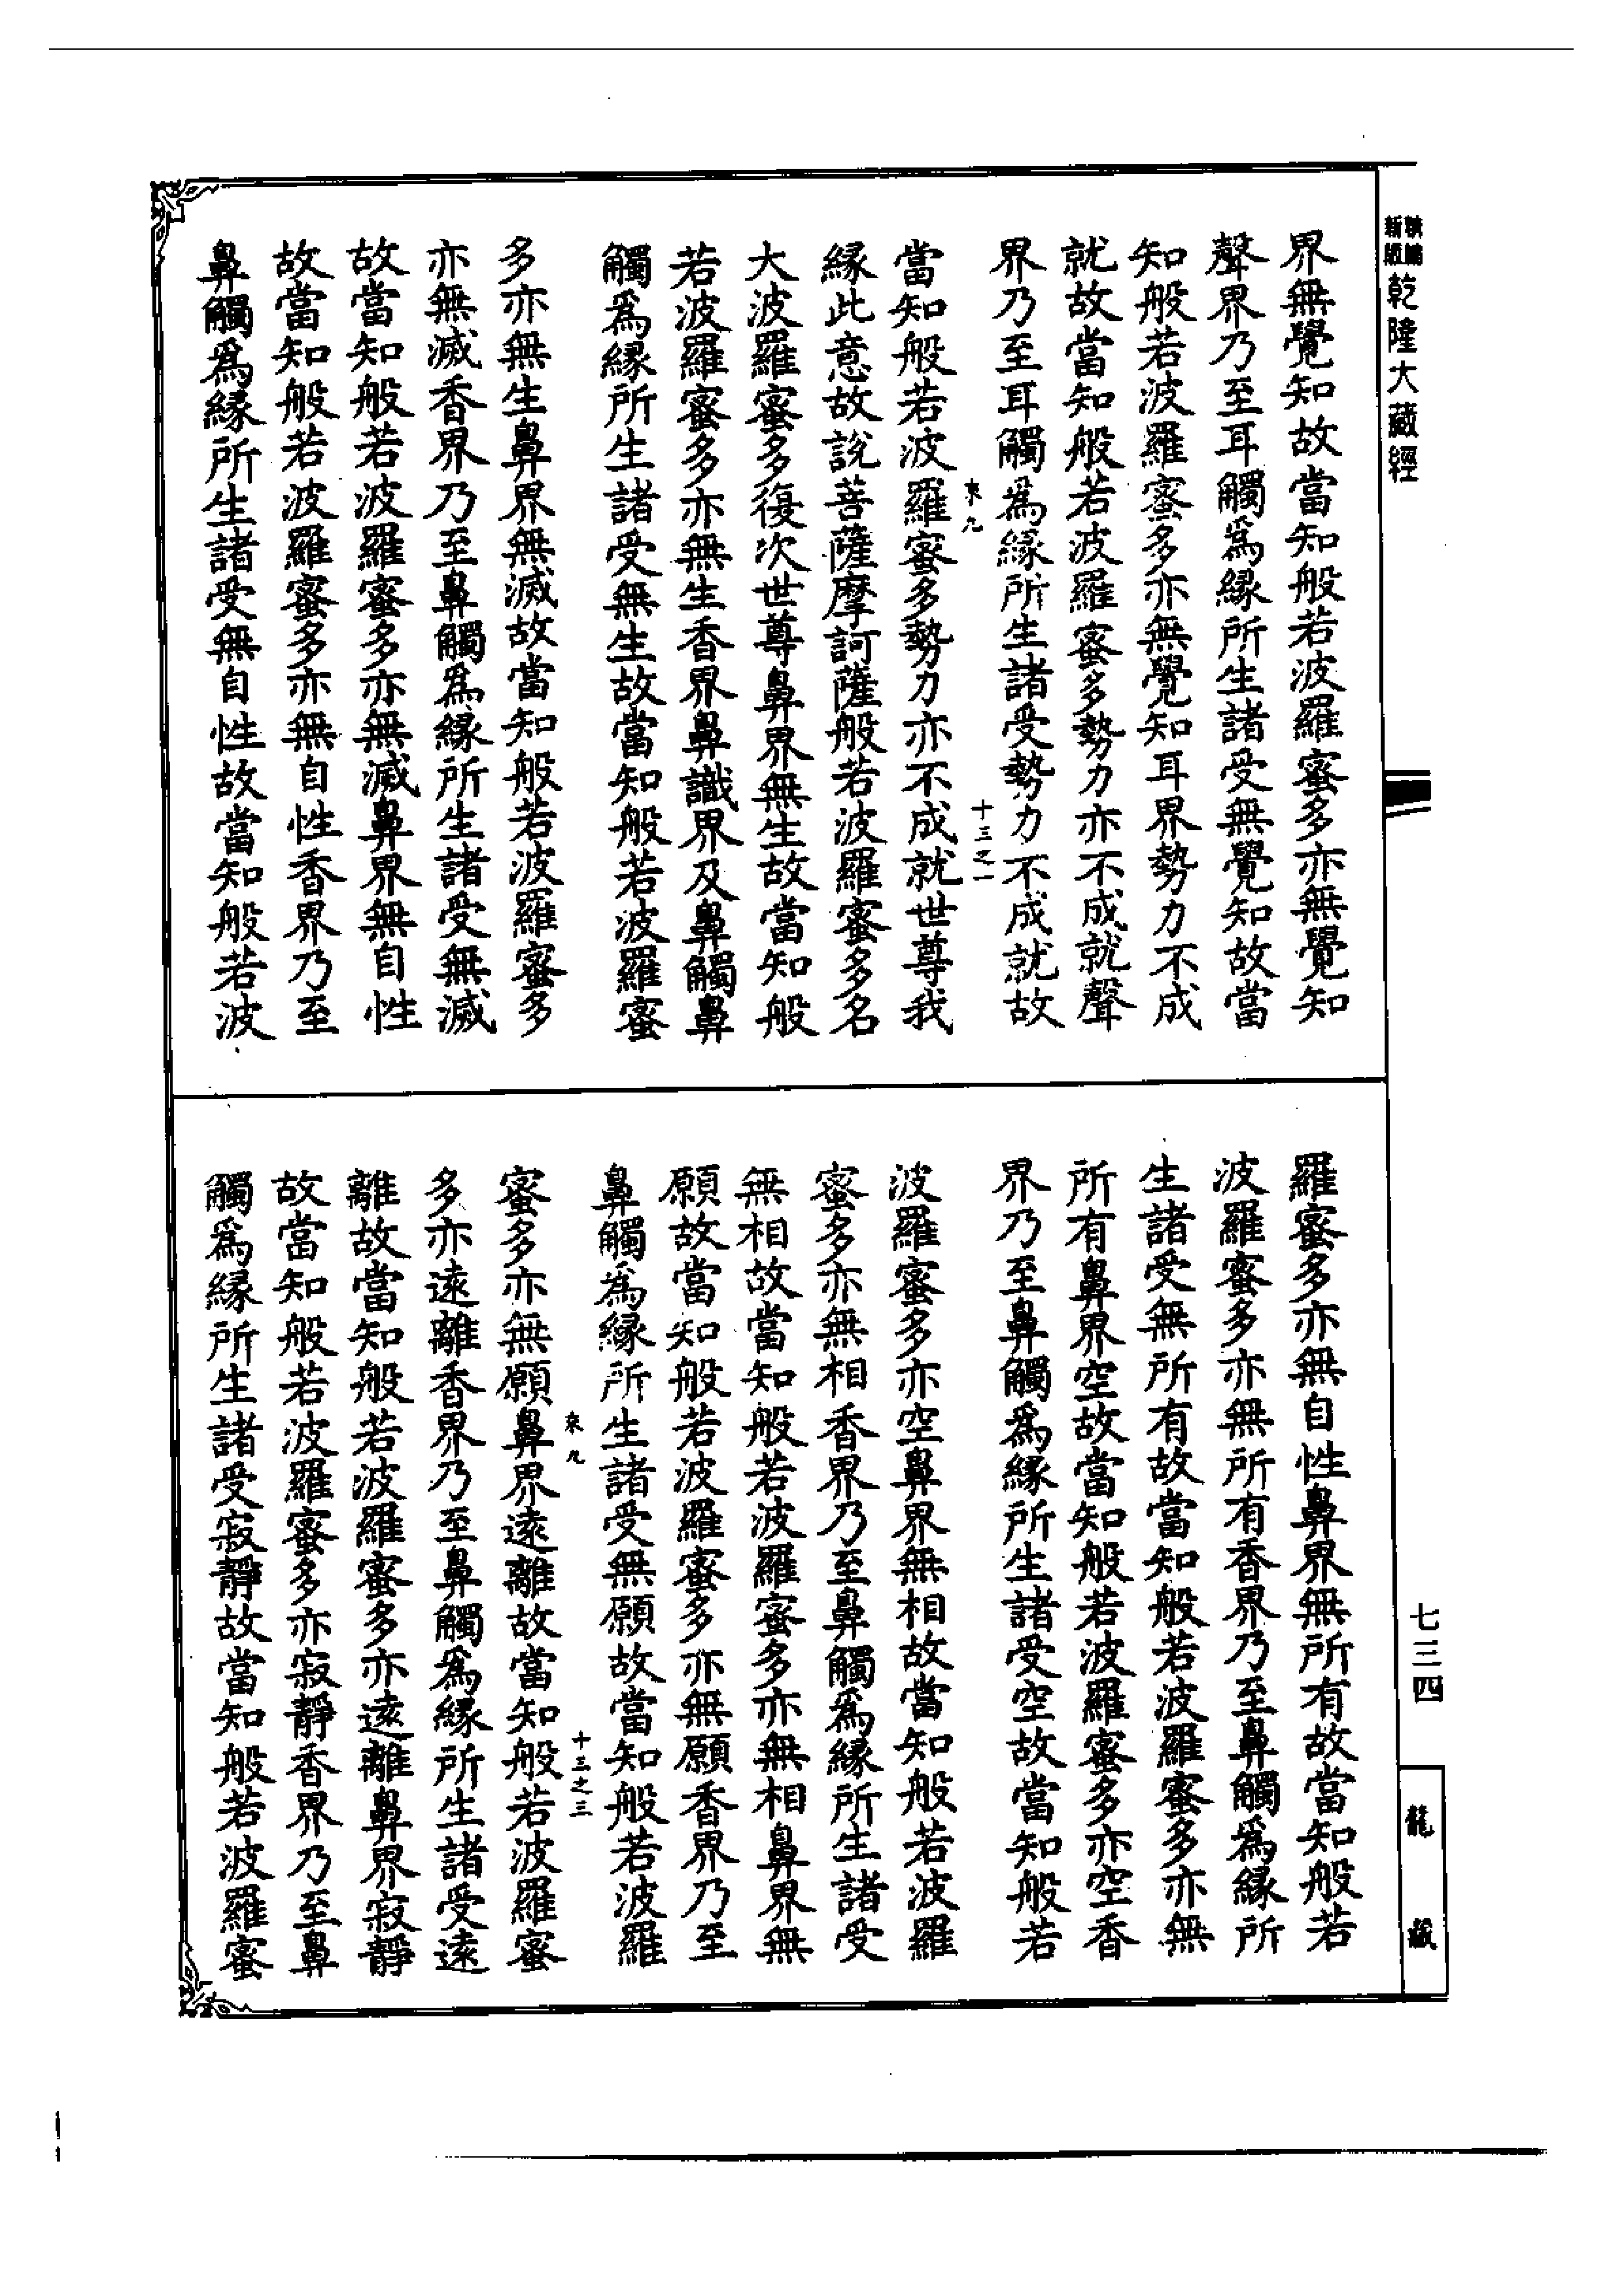 新編
新版
乾隆大藏經
界無覺知故當知般若波羅蜜多亦無覺知
聲界乃至耳觸為緣所生諸受無覺知故當
知般若波羅蜜多亦無覺知耳界勢力不成
就故當知般若波羅蜜多勢力亦不成就聲
界乃至耳觸為緣所生諸受勢力不成就故
來九
十三之一
當知般若波羅蜜多勢力亦不成就世尊我
緣此意故說菩薩摩訶薩般若波羅蜜多名
大波羅蜜多復次世尊鼻界無生故當知般
若波羅蜜多亦無生香界鼻識界及鼻觸鼻
觸為緣所生諸受無生故當知般若波羅蜜
多亦無生鼻界無滅故當知般若波羅蜜多
亦無滅香界乃至鼻觸為緣所生諸受無滅
故當知般若波羅蜜多亦無滅鼻界無自性
故當知般若波羅蜜多亦無自性香界乃至
鼻觸為緣所生諸受無自性故當知般若波
羅蜜多亦無自性鼻界無所有故當知般若
波羅蜜多亦無所有香界乃至鼻觸為緣所
生諸受無所有故當知般若波羅蜜多亦無
所有鼻界空故當知般若波羅蜜多亦空香
界乃至鼻觸為緣所生諸受空故當知般若
波羅蜜多亦空鼻界無相故當知般若波羅
蜜多亦無相香界乃至鼻觸為緣所生諸受
無相故當知般若波羅蜜多亦無相鼻界無
願故當知般若波羅蜜多亦無願香界乃至
鼻觸為緣所生諸受無願故當知般若波羅
來九
十三之三
蜜多亦無願鼻界遠離故當知般若波羅蜜
多亦遠離香界乃至鼻觸為緣所生諸受遠
離故當知般若波羅蜜多亦遠離鼻界寂靜
故當知般若波羅蜜多亦寂靜香界乃至鼻
觸為緣所生諸受寂靜故當知般若波羅蜜
七三四
龍藏